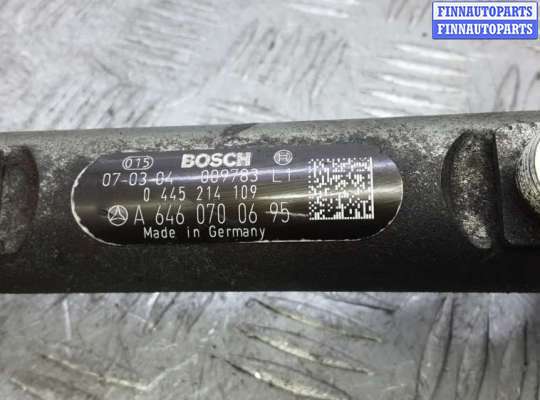 FINNAUTOPARTS
FINNAUTOPARTS
015 BOSCH
07-03-04 009783 L1
0 445 214 109
A 646 070 06 95
Made in Germany